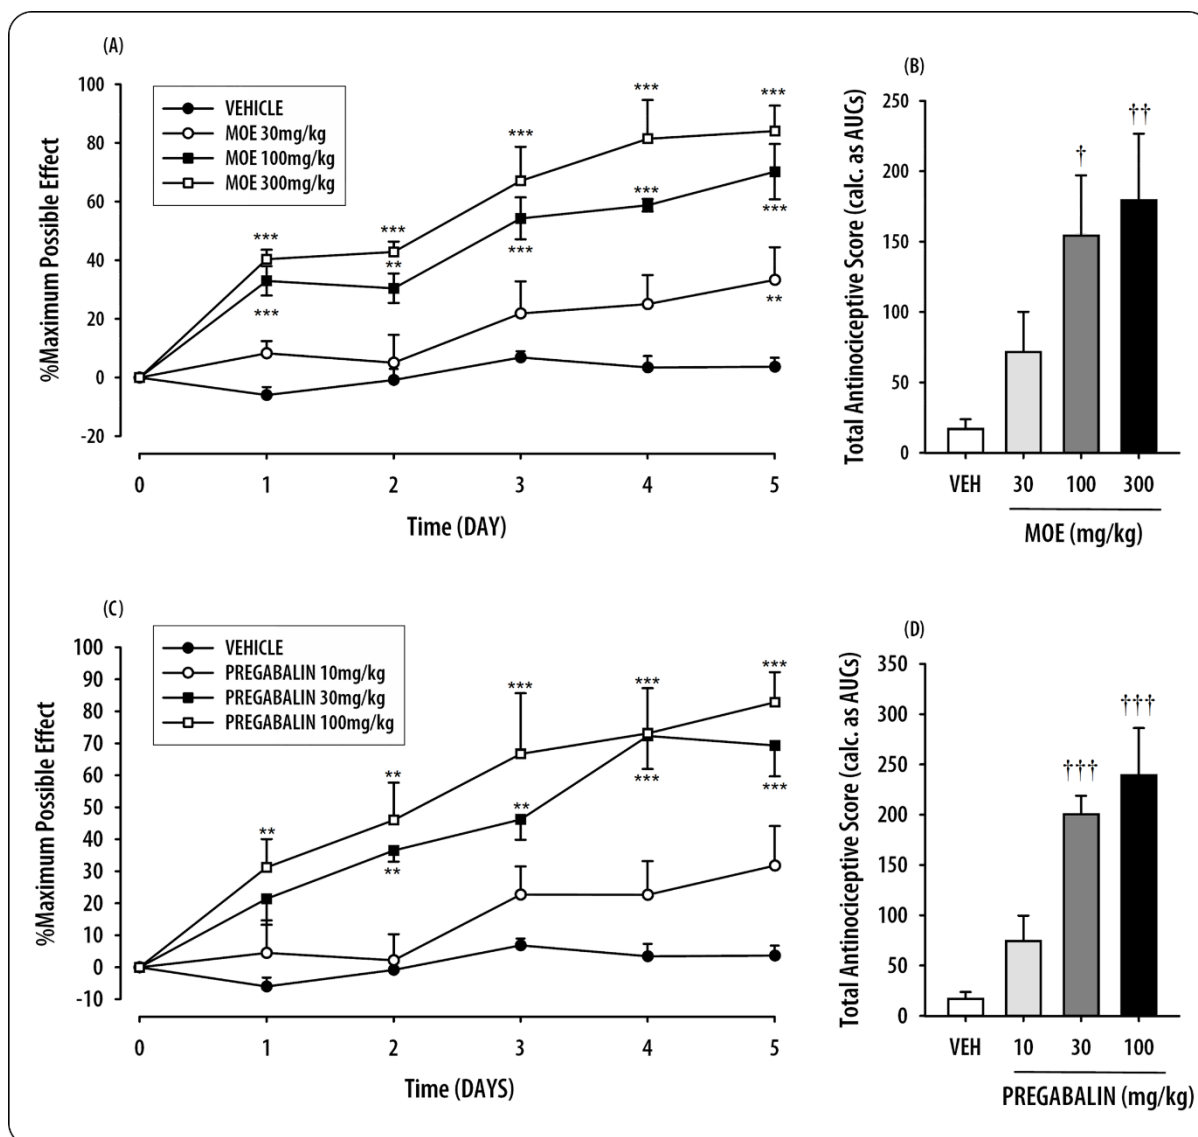 (A)
%Maximum Possible Effect
100
80
60
40
20
0
-20
VEHICLE
MOE 30mg/kg
MOE 100mg/kg
MOE 300mg/kg
***
***
***
***
***
**
***
***
***
***
**
0 1 2 3 4 5
Time (DAY)
(B)
Total Antinociceptive Score (calc. as AUCs)
250
200
150
100
50
0
†
††
VEH 30 100 300
MOE (mg/kg)
(C)
%Maximum Possible Effect
100
90
80
70
60
50
40
30
20
10
0
-10
VEHICLE
PREGABALIN 10mg/kg
PREGABALIN 30mg/kg
PREGABALIN 100mg/kg
**
**
***
***
***
**
**
***
***
0 1 2 3 4 5
Time (DAYS)
(D)
Total Antinociceptive Score (calc. as AUCs)
350
300
250
200
150
100
50
0
†††
†††
VEH 10 30 100
PREGABALIN (mg/kg)